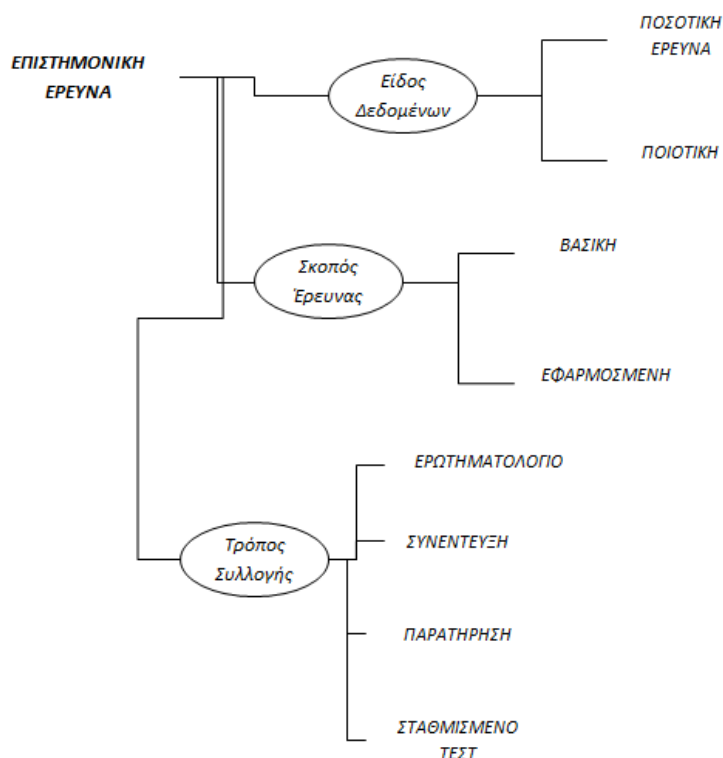 ΕΠΙΣΤΗΜΟΝΙΚΗ
ΕΡΕΥΝΑ
Είδος
Δεδομένων
ΠΟΣΟΤΙΚΗ
ΕΡΕΥΝΑ
ΠΟΙΟΤΙΚΗ
Σκοπός
Έρευνας
ΒΑΣΙΚΗ
ΕΦΑΡΜΟΣΜΕΝΗ
Τρόπος
Συλλογής
ΕΡΩΤΗΜΑΤΟΛΟΓΙΟ
ΣΥΝΕΝΤΕΥΞΗ
ΠΑΡΑΤΗΡΗΣΗ
ΣΤΑΘΜΙΣΜΕΝΟ
ΤΕΣΤ